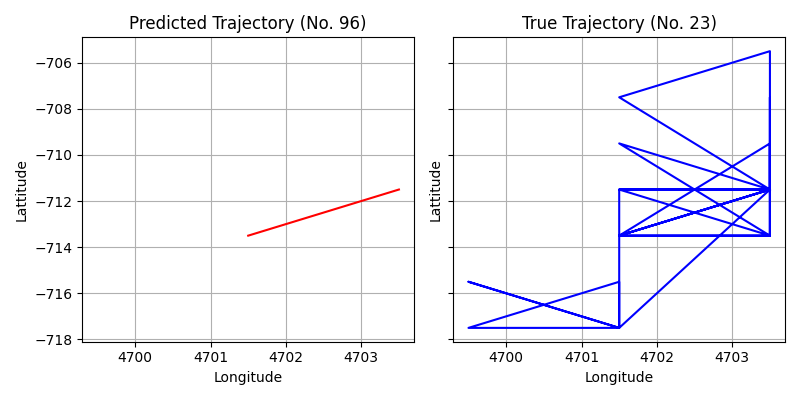 Predicted Trajectory (No. 96)
True Trajectory (No. 23)
Lattitude
−706
−708
−710
−712
−714
−716
−718
4700
4701
4702
4703
Longitude
Lattitude
4700
4701
4702
4703
Longitude